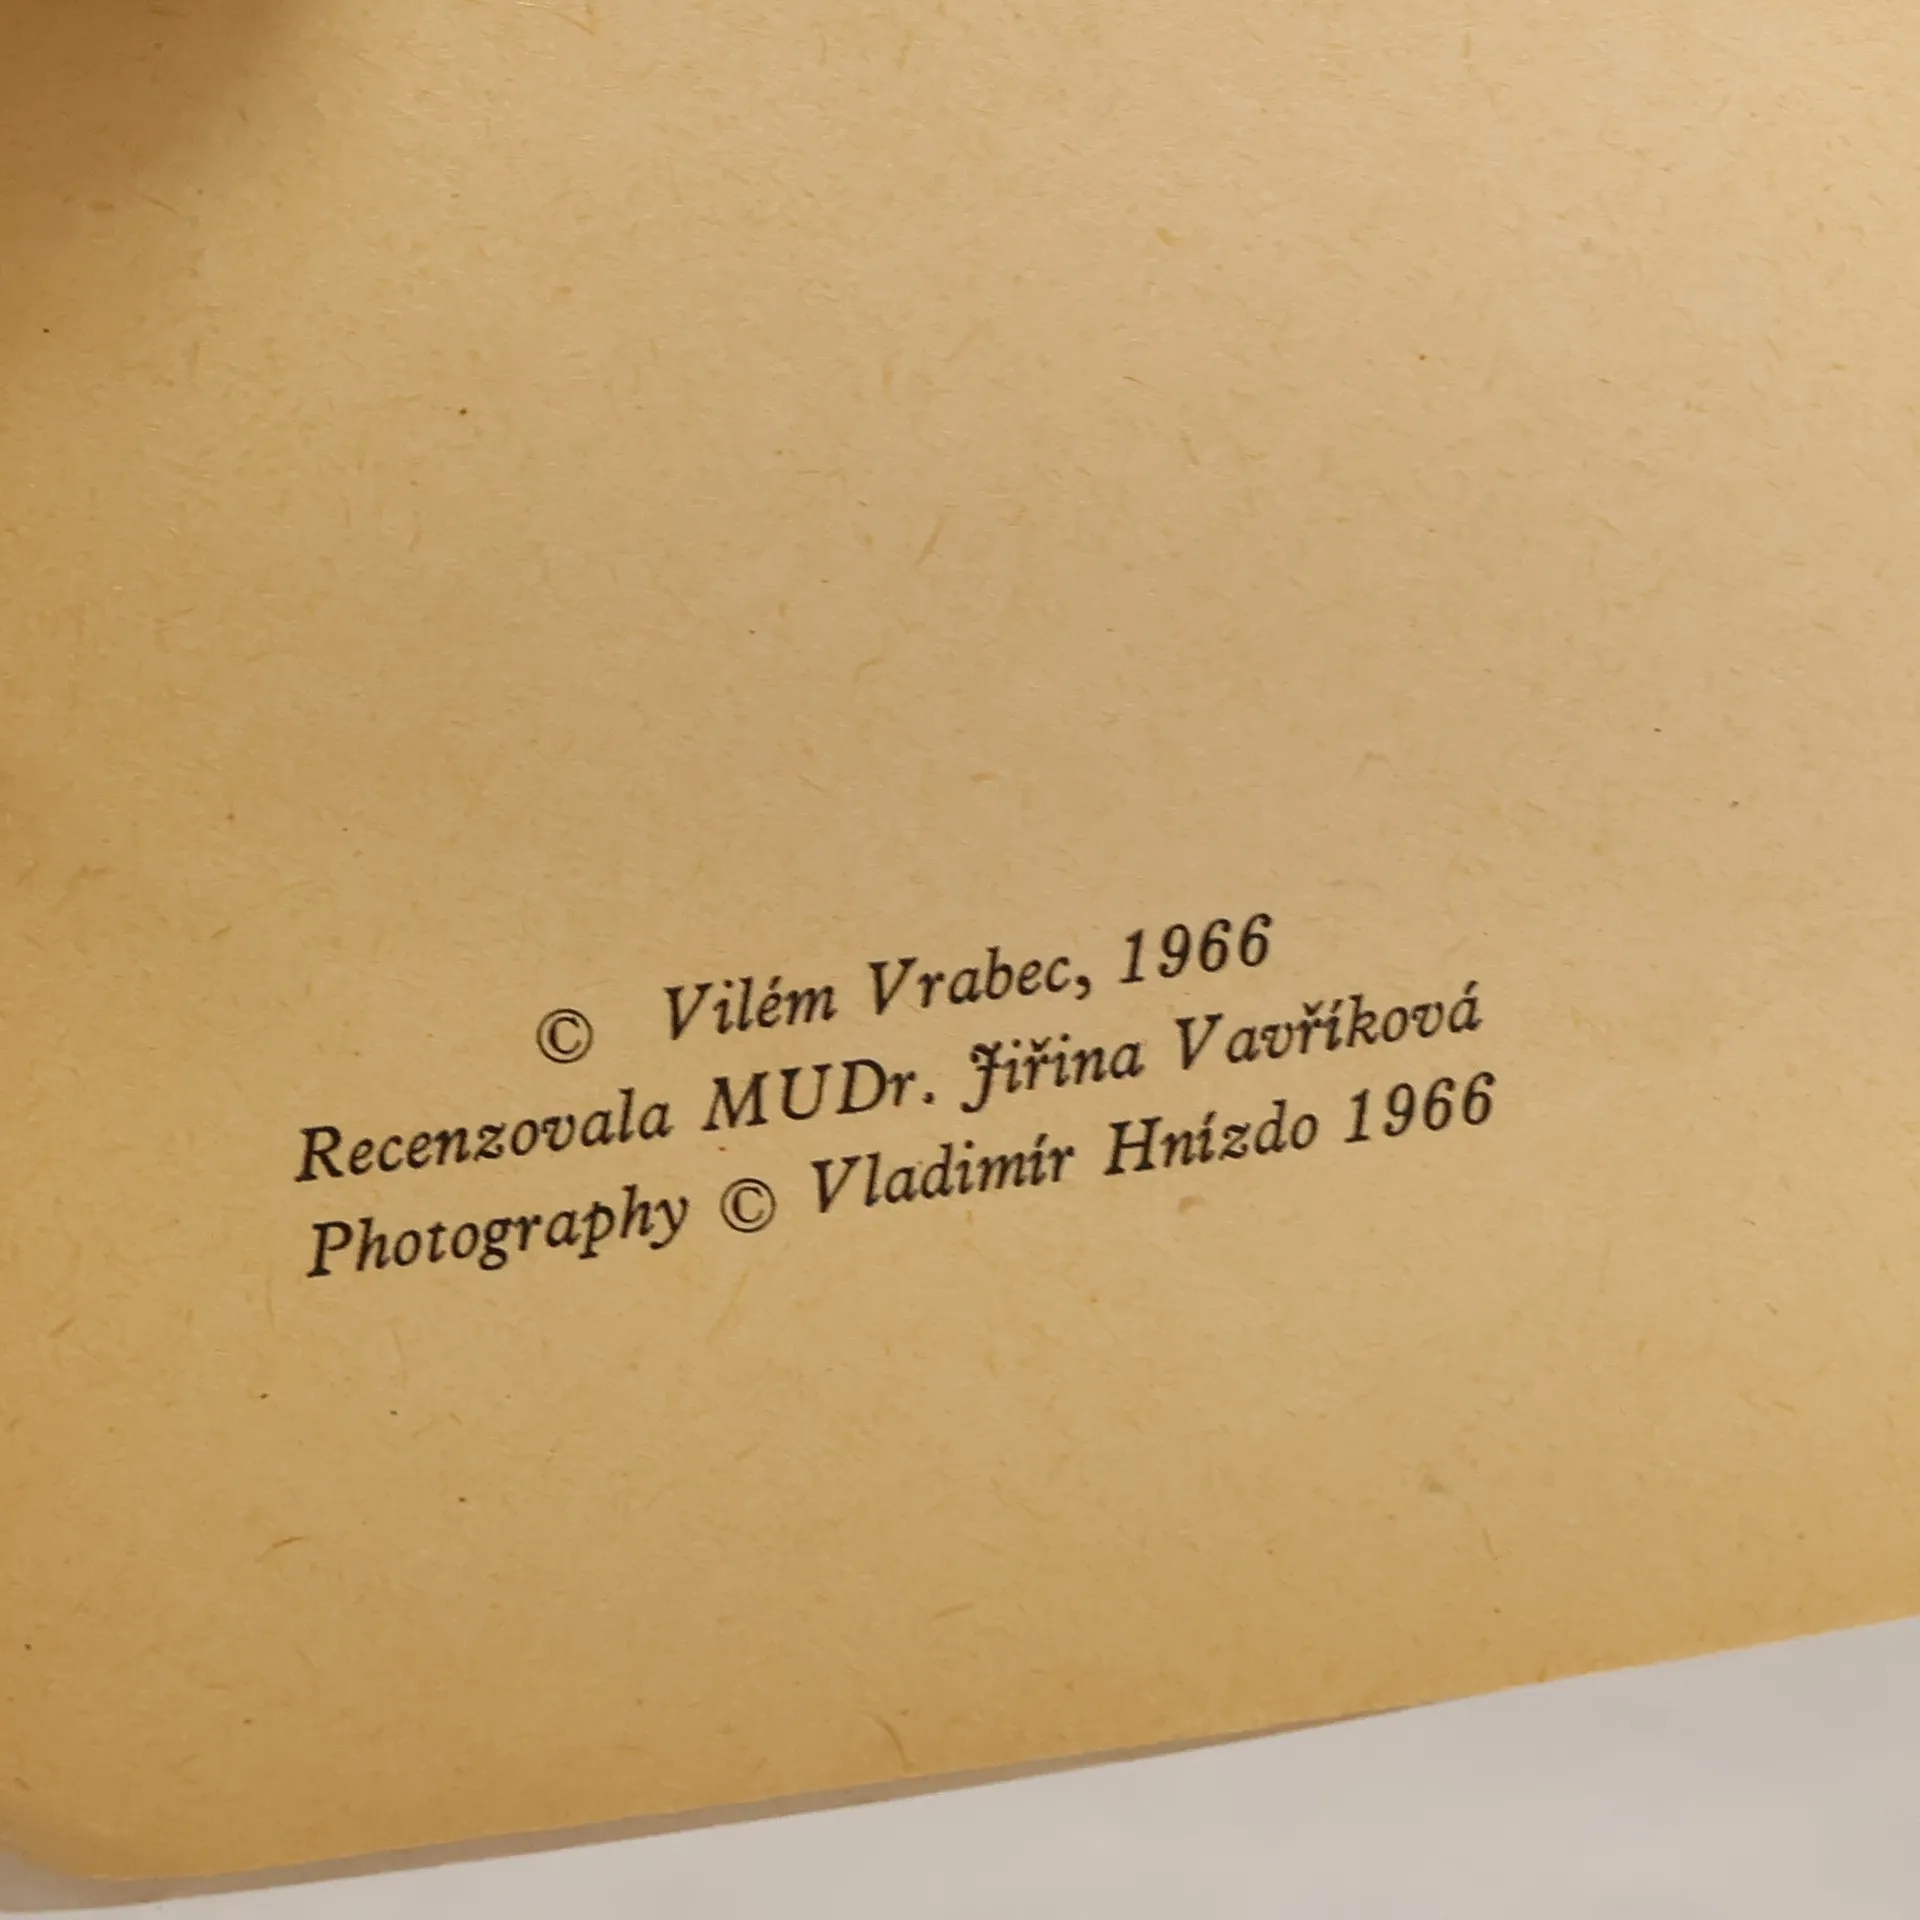 © Vilém Vrabec, 1966
Recenzovala MUDr. Jiřina Vavříková
Photography © Vladimír Hnízdo 1966